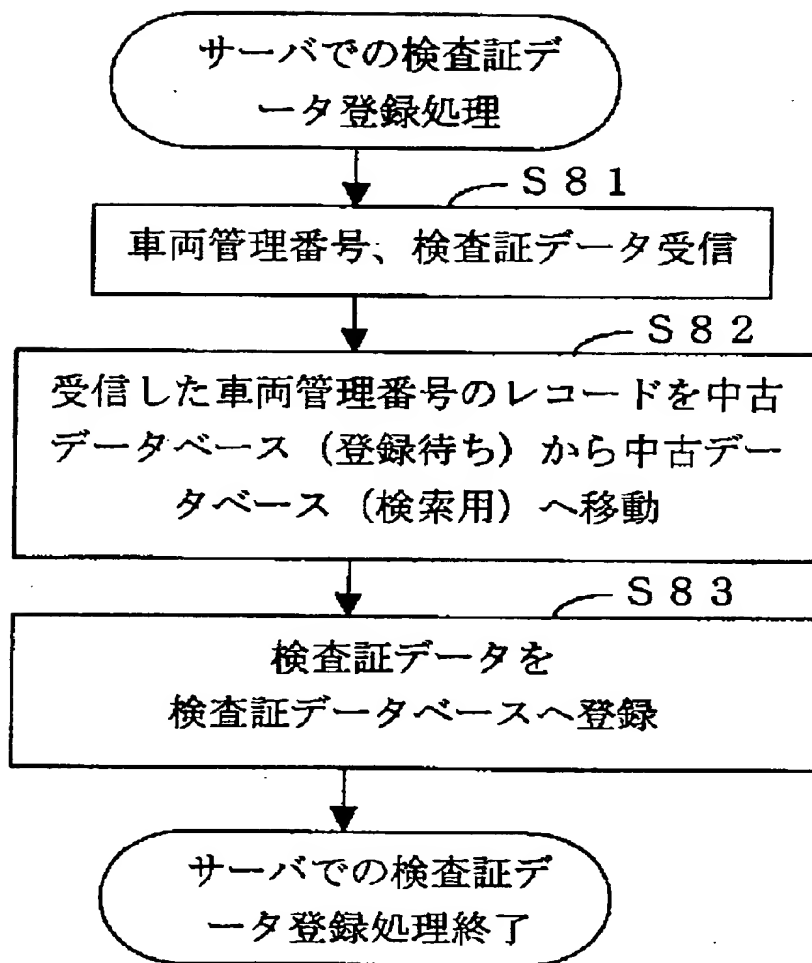 サーバでの検査証デ
ータ登録処理
S81
車両管理番号、検査証データ受信
S82
受信した車両管理番号のレコードを中古
データベース（登録待ち）から中古デー
タベース（検索用）へ移動
S83
検査証データを
検査証データベースへ登録
サーバでの検査証デ
ータ登録処理終了